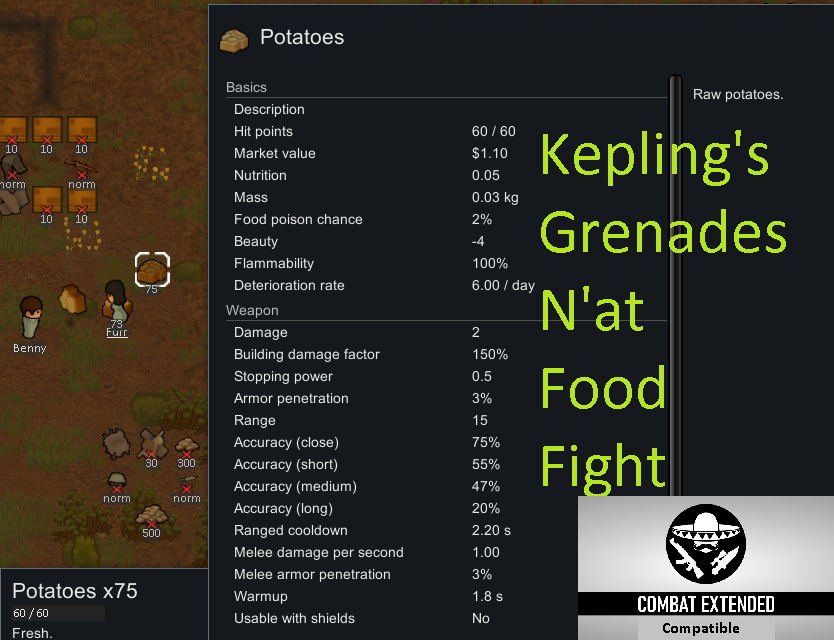 Potatoes
Basics
Description
Raw potatoes.
Hit points 60 / 60
Market value $1.10
Nutrition 0.05
Mass 0.03 kg
Food poison chance 2%
Beauty -4
Flammability 100%
Deterioration rate 6.00 / day
Weapon
Damage 2
Building damage factor 150%
Stopping power 0.5
Armor penetration 3%
Range 15
Accuracy (close) 75%
Accuracy (short) 55%
Accuracy (medium) 47%
Accuracy (long) 20%
Ranged cooldown 2.20 s
Melee damage per second 1.00
Melee armor penetration 3%
Warmup 1.8 s
Usable with shields No
Kepling's
Grenades
N'at
Food
Fight
COMBAT EXTENDED
Compatible
10 10 10
norm norm
10 10
75
73
Furr
Benny
30 300
norm norm
500
Potatoes x75
60 / 60
Fresh.